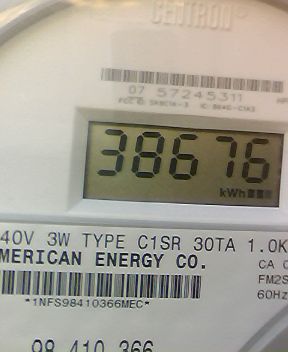 CENTRON®
07 57245311
38676
kWh
40V 3W TYPE C1SR 30TA 1.0K
MERICAN ENERGY CO.
CA 0
FM2S
60Hz
*1NFS98410366MEC*
98 410 366